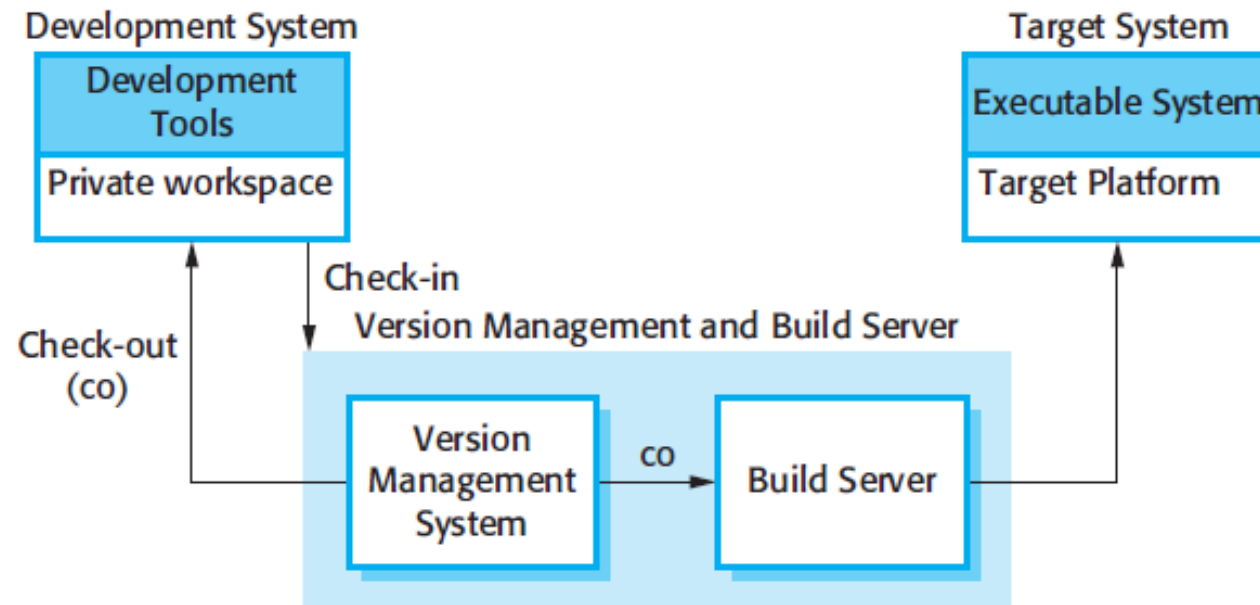 Development System
Development
Tools
Private workspace
Target System
Executable System
Target Platform
Check-in
Check-out
(co)
Version Management and Build Server
Version
Management
System
co
Build Server